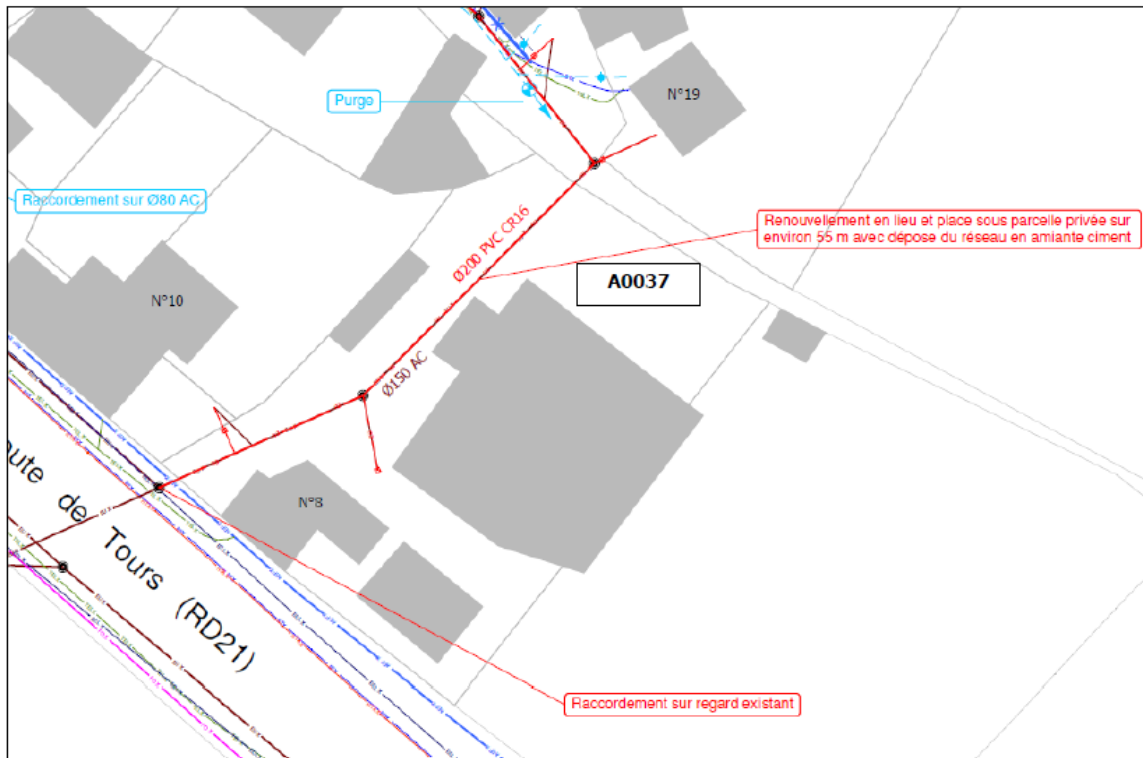 N°19
Purge
Raccordement sur Ø80 AC
Ø200 PVC CR16
Renouvellement en lieu et place sous parcelle privée sur
environ 55 m avec dépose du réseau en amiante ciment
A0037
N°10
Ø150 AC
N°8
oute de Tours (RD21)
Raccordement sur regard existant